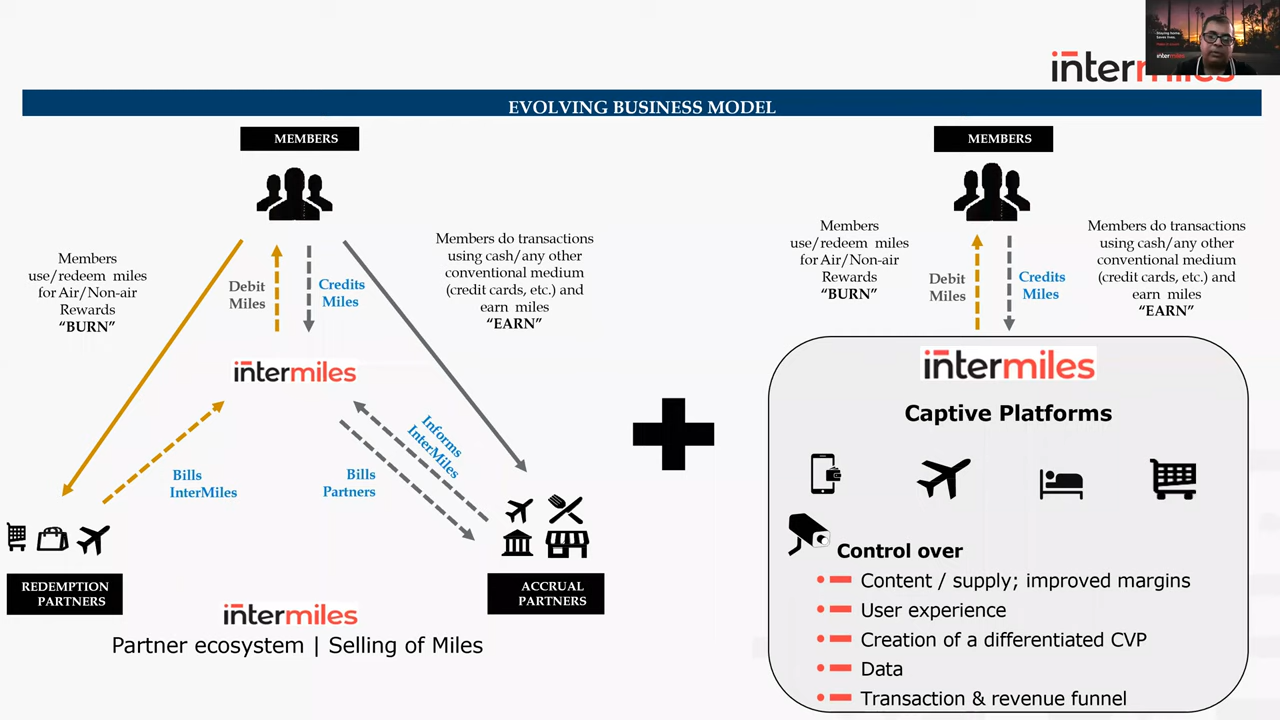 intermiles
EVOLVING BUSINESS MODEL
MEMBERS
Members
use/redeem miles
for Air/Non-air
Rewards
“BURN”
Debit
Miles
Credits
Miles
Members do transactions
using cash/any other
conventional medium
(credit cards, etc.) and
earn miles
“EARN”
intermiles
Bills
InterMiles
Bills
Partners
Informs
InterMiles
REDEMPTION
PARTNERS
ACCRUAL
PARTNERS
intermiles
Partner ecosystem | Selling of Miles
MEMBERS
Members
use/redeem miles
for Air/Non-air
Rewards
“BURN”
Debit
Miles
Credits
Miles
Members do transactions
using cash/any other
conventional medium
(credit cards, etc.) and
earn miles
“EARN”
intermiles
Captive Platforms
Control over
Content / supply; improved margins
User experience
Creation of a differentiated CVP
Data
Transaction & revenue funnel